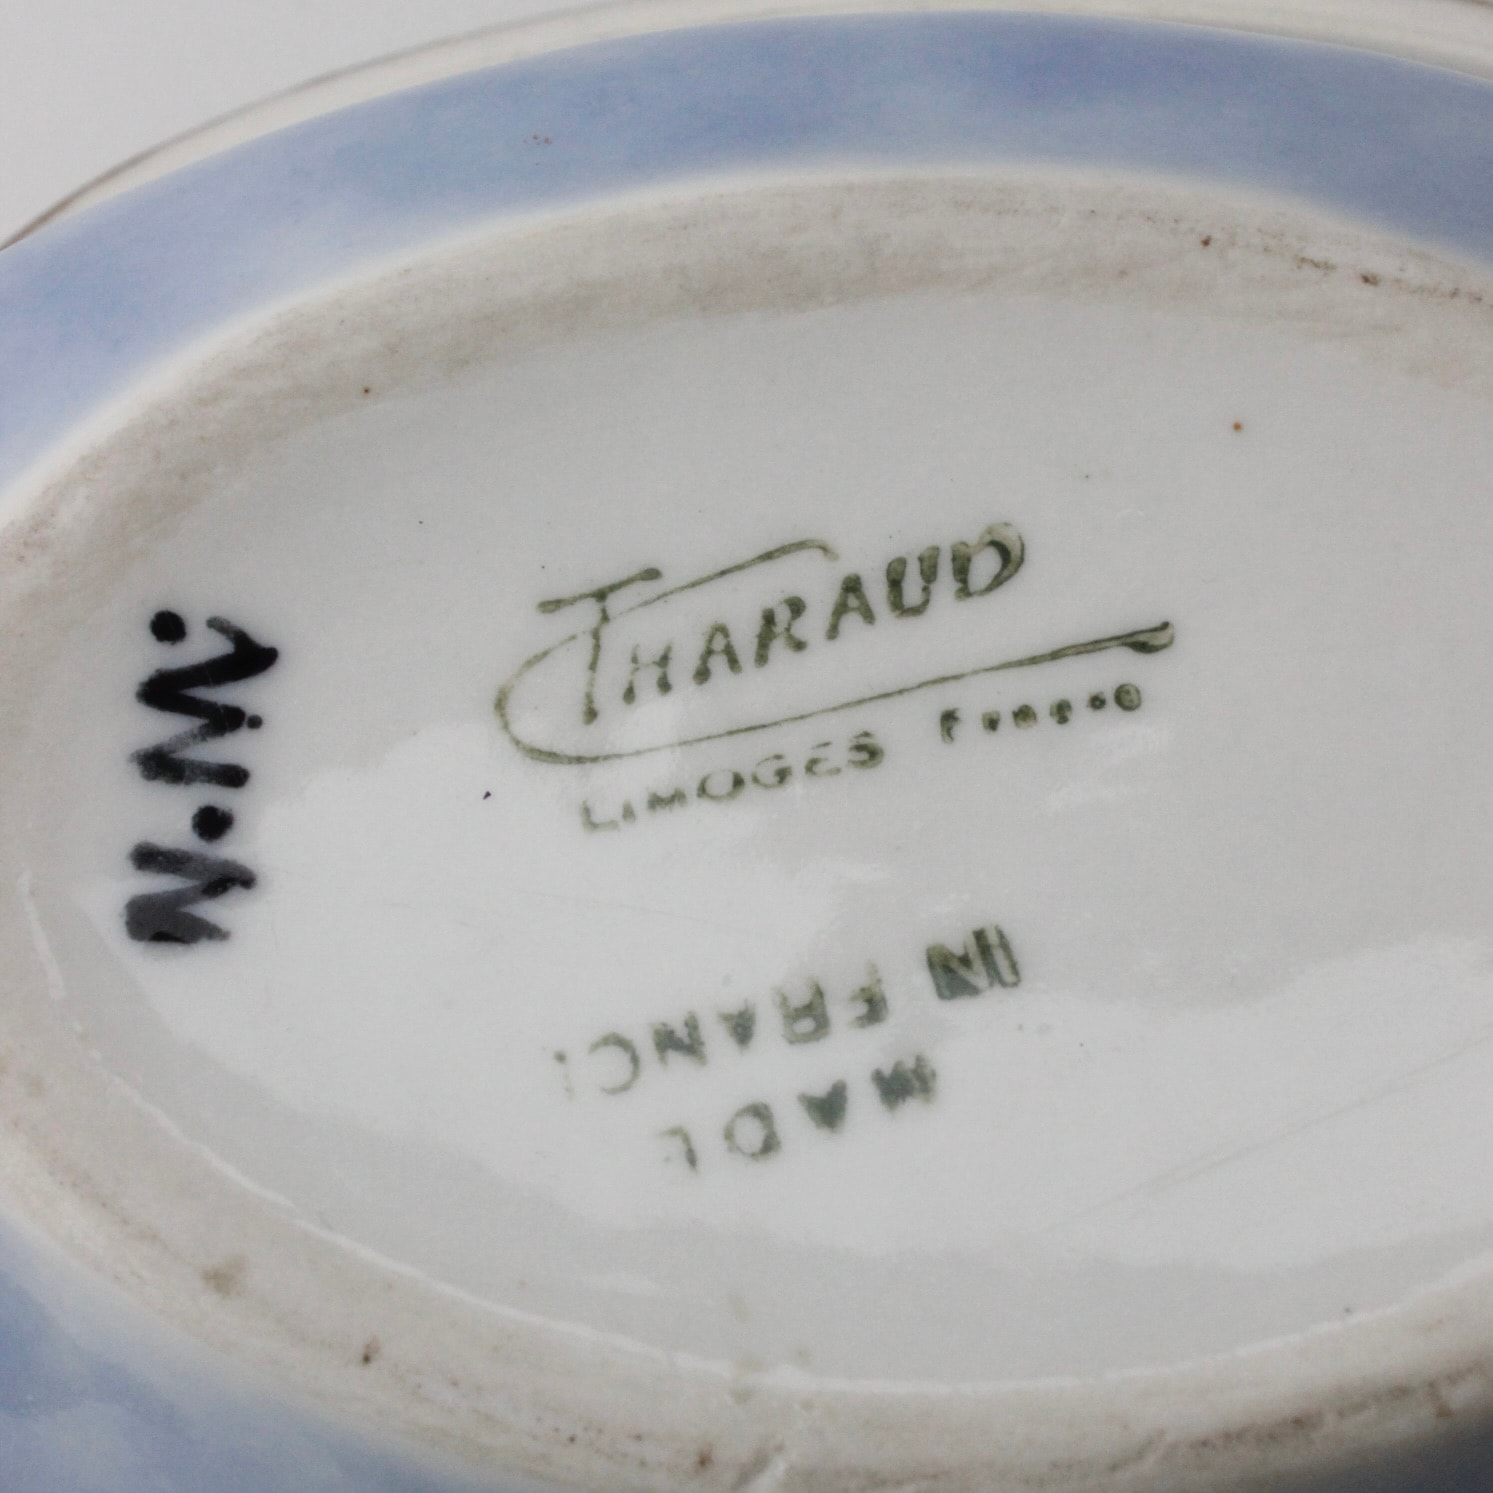 THARAUD
LIMOGES France
MADE
IN FRANCE
N.M.